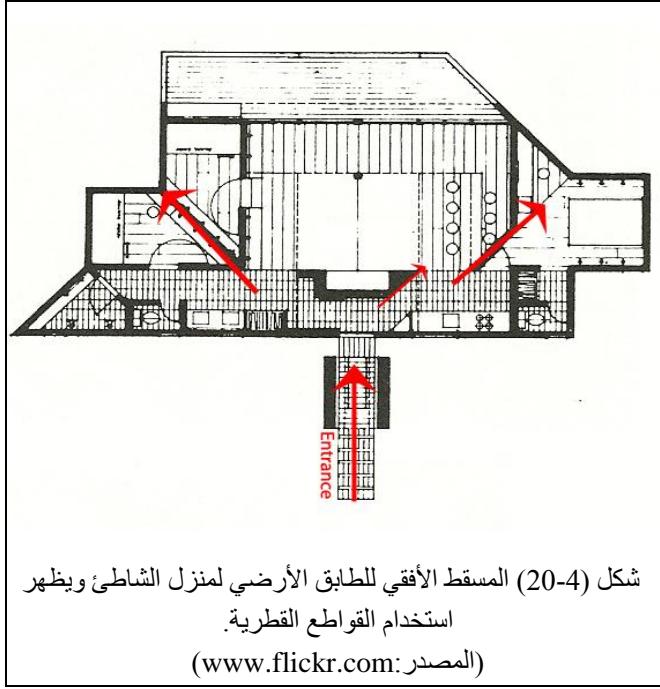 Entrance
شكل (4-20) المسقط الأفقي للطابق الأرضي لمنزل الشاطئ ويظهر
استخدام القواطع القطرية.
(المصدر:www.flickr.com)